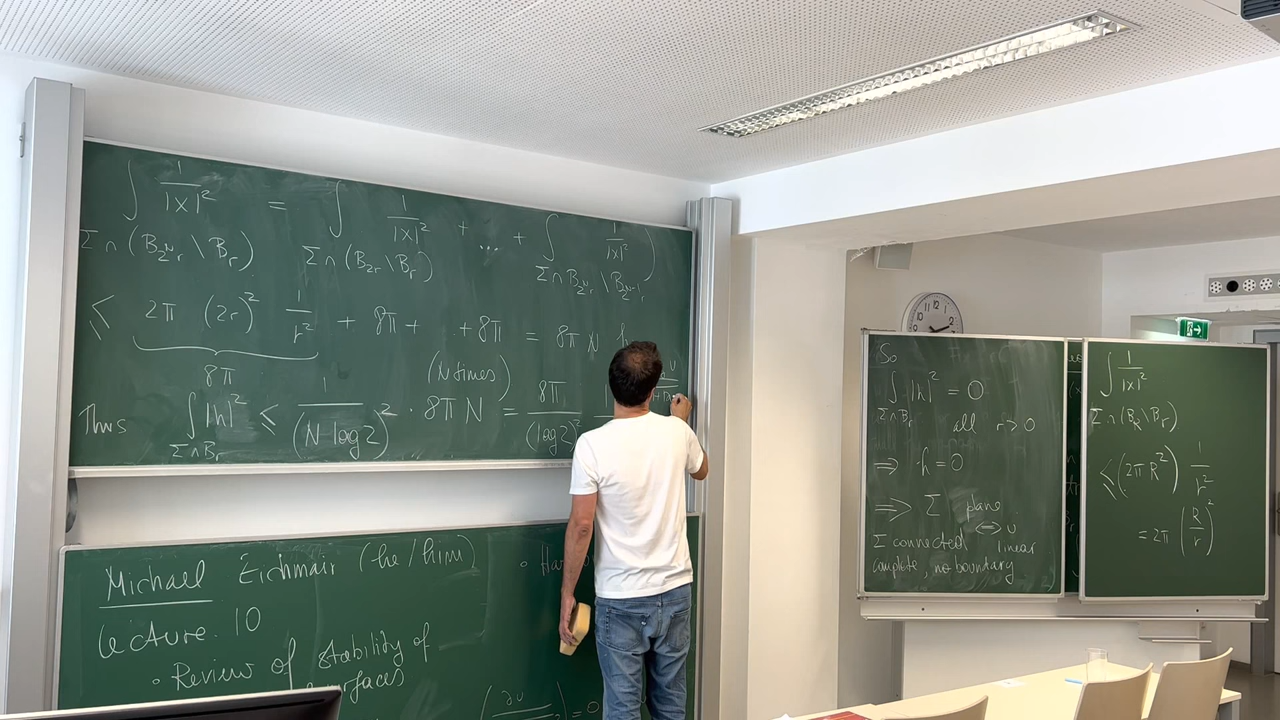 ∫ 1/|x|² = ∫ 1/|x|² + ... + ∫ 1/|x|²
Σ∩(B_{2^N r} \ B_r) Σ∩(B_{2r} \ B_r) Σ∩B_{2^N r} \ B_{2^{N-1} r}
≤ 2π (2r)² 1/r² + 8π + + 8π = 8π N
8π
(N times)
Thus ∫ |h|² ≤ 1/(N log 2)² · 8π N = 8π/(log 2)²
Σ∩B_r
Michael Eichmair (he/him)
Lecture 10
• Review of stability of
So
∫ |h|² = 0
Σ∩B_r all r>0
⇒ h=0
⇒ Σ plane
⇔ u
Σ connected linear
complete, no boundary
∫ 1/|x|²
Σ∩(B_R\B_r)
≤ (2π R²) 1/r²
= 2π (R/r)²